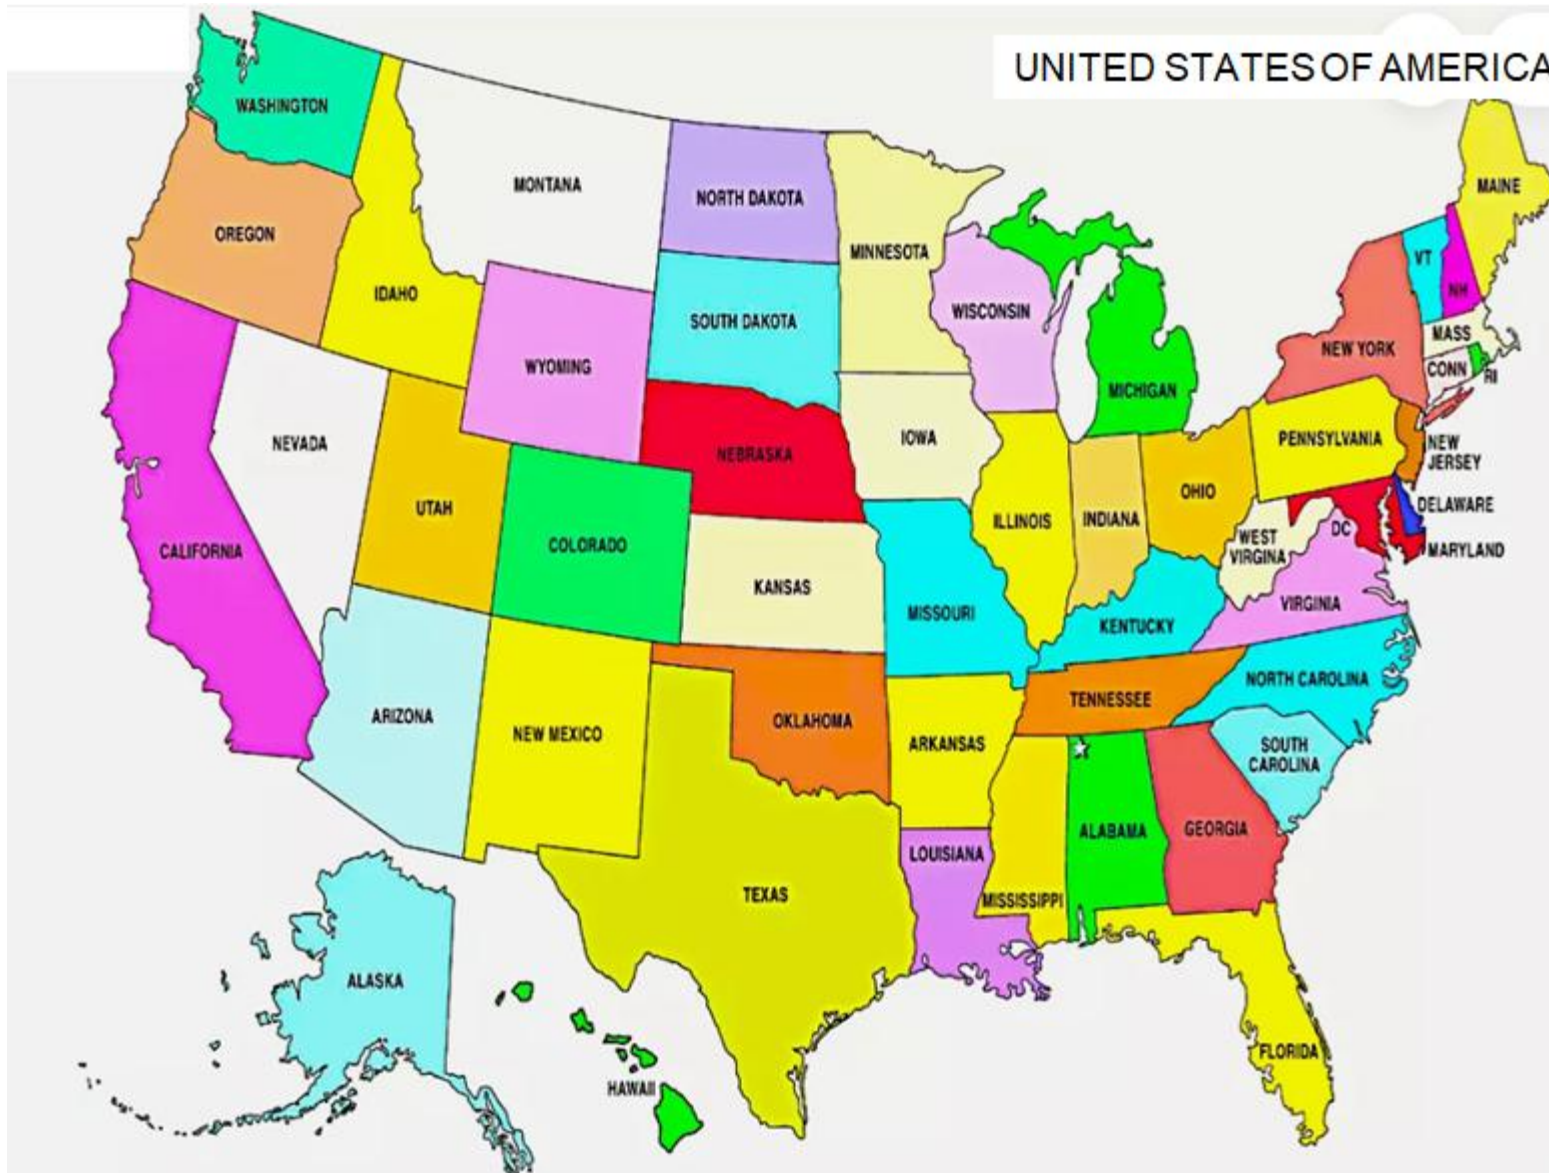 UNITED STATES OF AMERICA
WASHINGTON
MONTANA
NORTH DAKOTA
MINNESOTA
MAINE
OREGON
IDAHO
VT
NH
WISCONSIN
SOUTH DAKOTA
WYOMING
MICHIGAN
NEW YORK
MASS
CONN
RI
NEVADA
UTAH
COLORADO
NEBRASKA
IOWA
ILLINOIS
INDIANA
OHIO
PENNSYLVANIA
NEW
JERSEY
DELAWARE
MARYLAND
DC
WEST
VIRGINA
VIRGINIA
CALIFORNIA
KANSAS
MISSOURI
KENTUCKY
ARIZONA
NEW MEXICO
OKLAHOMA
ARKANSAS
TENNESSEE
NORTH CAROLINA
SOUTH
CAROLINA
TEXAS
LOUISIANA
MISSISSIPPI
ALABAMA
GEORGIA
FLORIDA
ALASKA
HAWAII